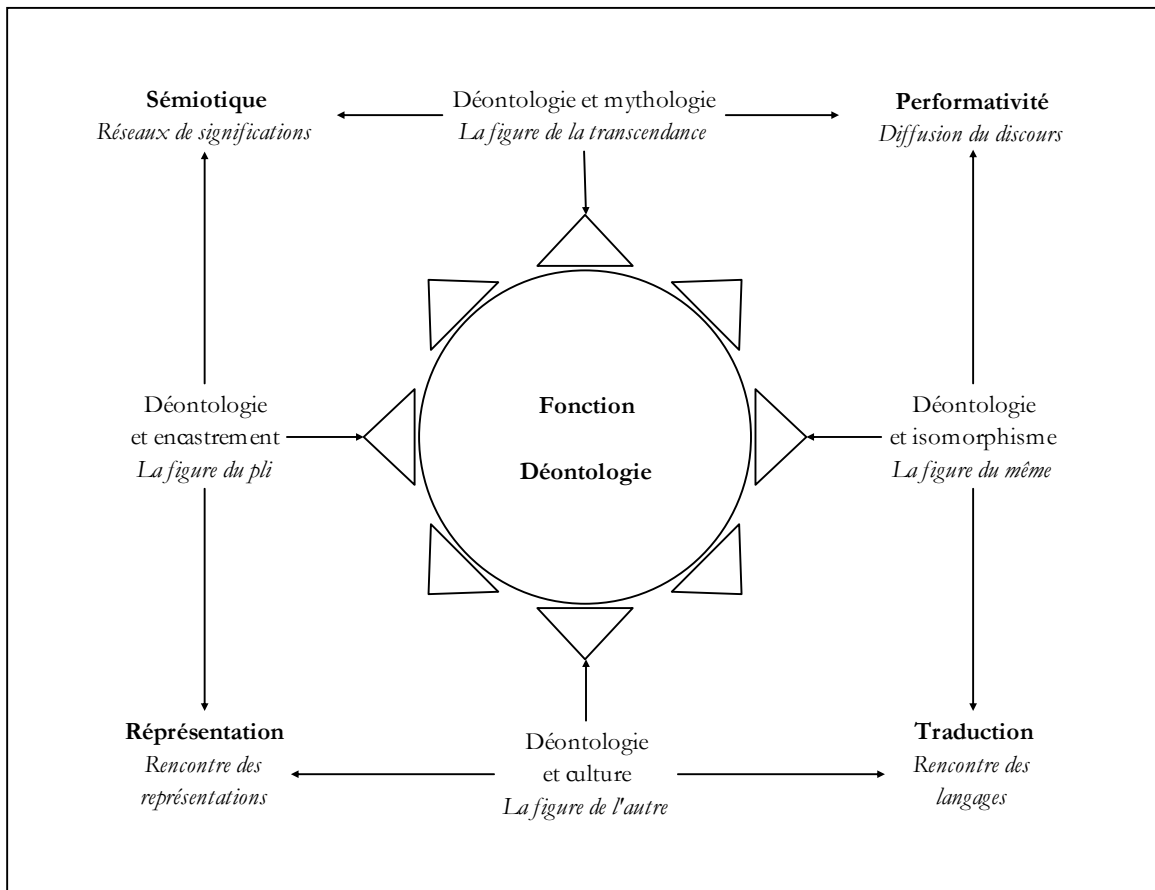 Sémiotique
Réseaux de significations
Déontologie et mythologie
La figure de la transcendance
Performativité
Diffusion du discours
Déontologie
et encastrement
La figure du pli
Fonction
Déontologie
Déontologie
et isomorphisme
La figure du même
Réprésentation
Rencontre des
représentations
Déontologie
et culture
La figure de l'autre
Traduction
Rencontre des
langages